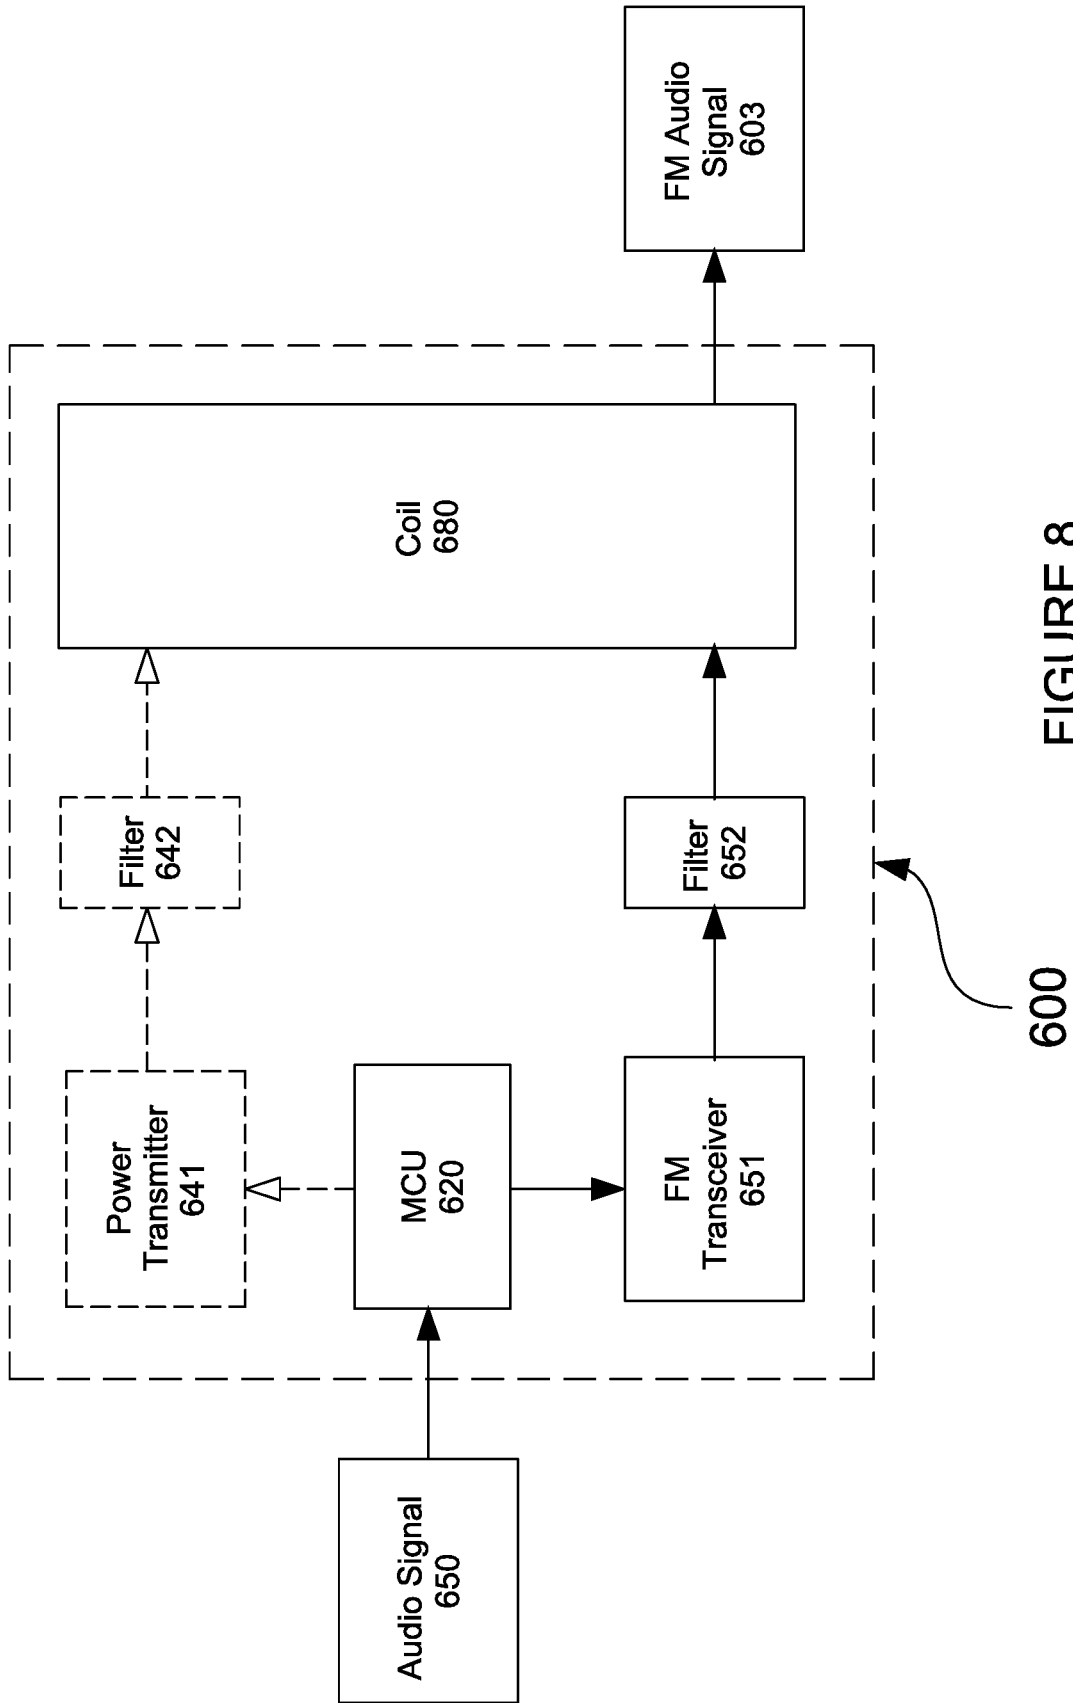 Power
Transmitter
641
Filter
642
Audio Signal
650
MCU
620
Coil
680
FM
Transceiver
651
Filter
652
FM Audio
Signal
603
600
FIGURE 8